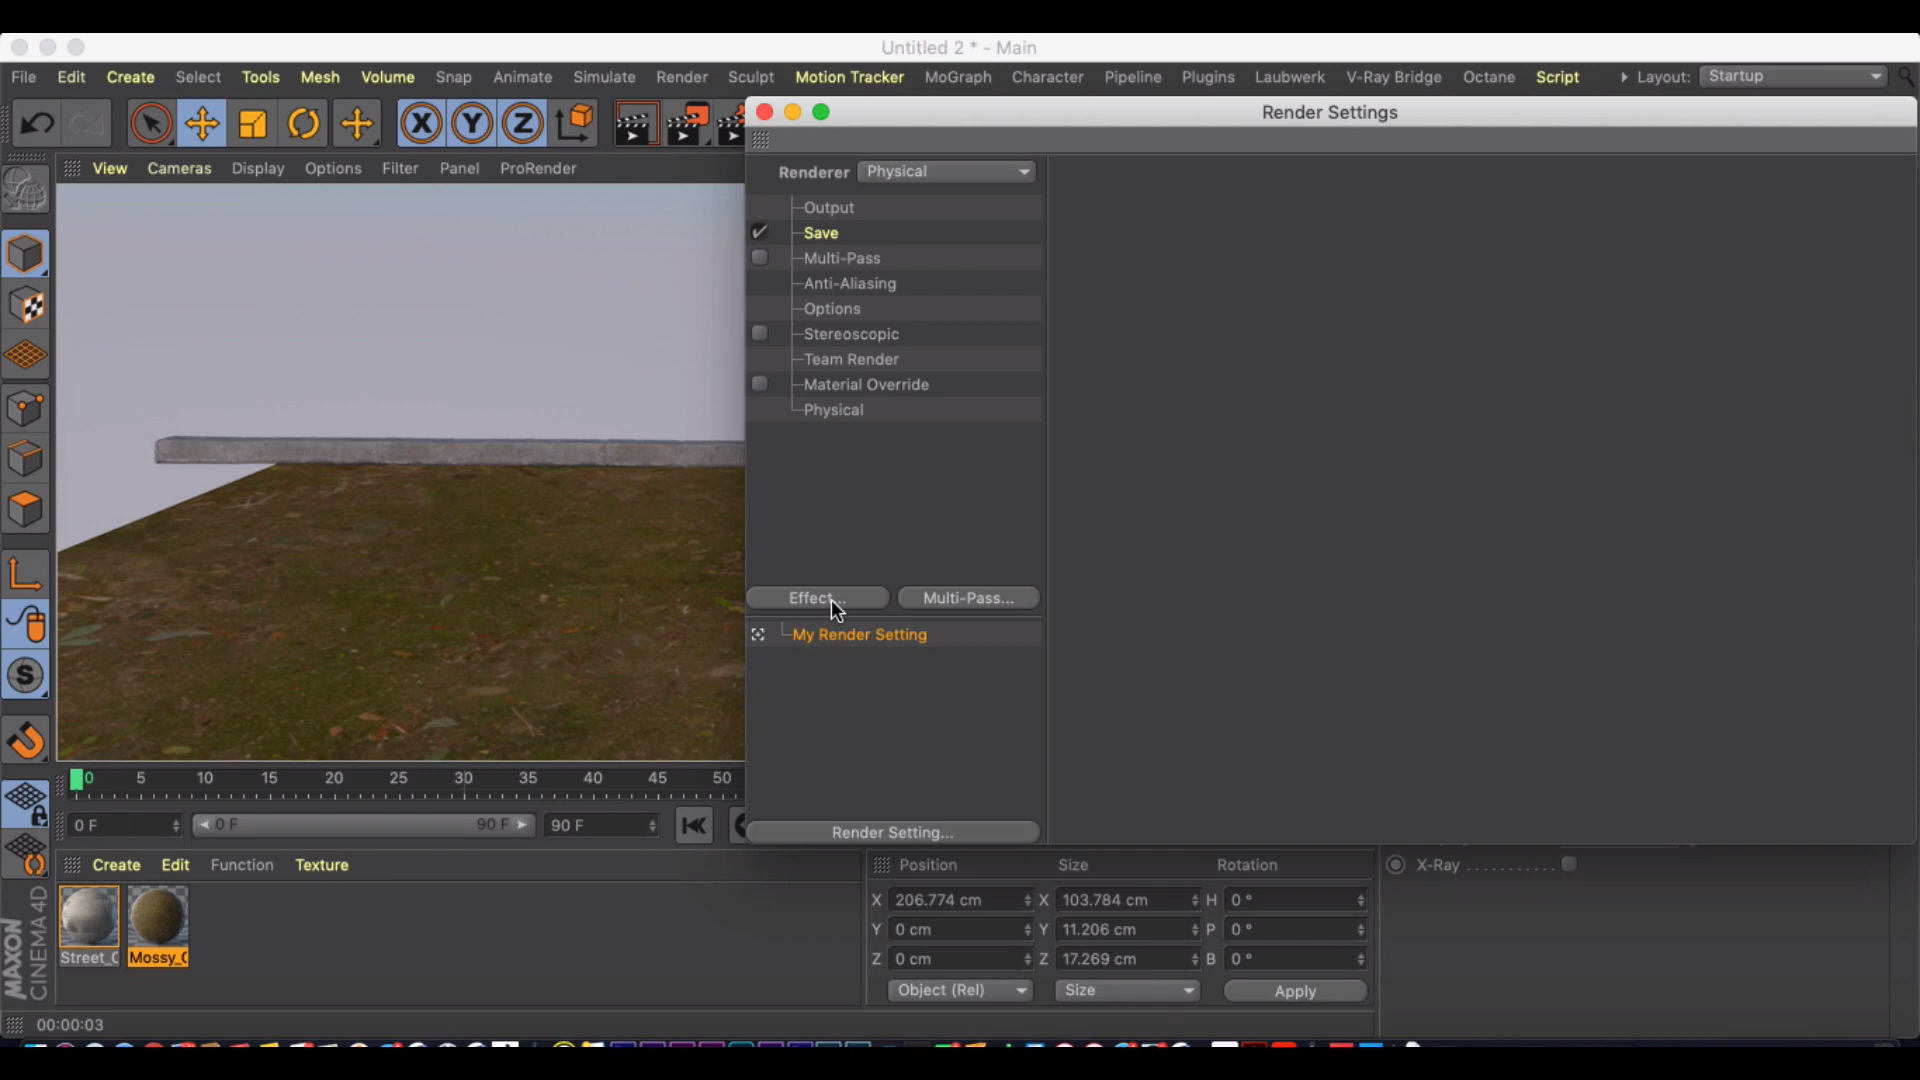 Untitled 2 * - Main
File Edit Create Select Tools Mesh Volume Snap Animate Simulate Render Sculpt Motion Tracker MoGraph Character Pipeline Plugins Laubwerk V-Ray Bridge Octane Script Layout: Startup
Render Settings
View Cameras Display Options Filter Panel ProRender
Renderer Physical
Output
Save
Multi-Pass
Anti-Aliasing
Options
Stereoscopic
Team Render
Material Override
Physical
Effect... Multi-Pass...
My Render Setting
Render Setting...
0 5 10 15 20 25 30 35 40 45 50
0 F 0 F 90 F 90 F
Create Edit Function Texture
Street_C Mossy_C
Position Size Rotation
X 206.774 cm X 103.784 cm H 0 °
Y 0 cm Y 11.206 cm P 0 °
Z 0 cm Z 17.269 cm B 0 °
Object (Rel) Size Apply
X-Ray
MAXON
CINEMA 4D
00:00:03